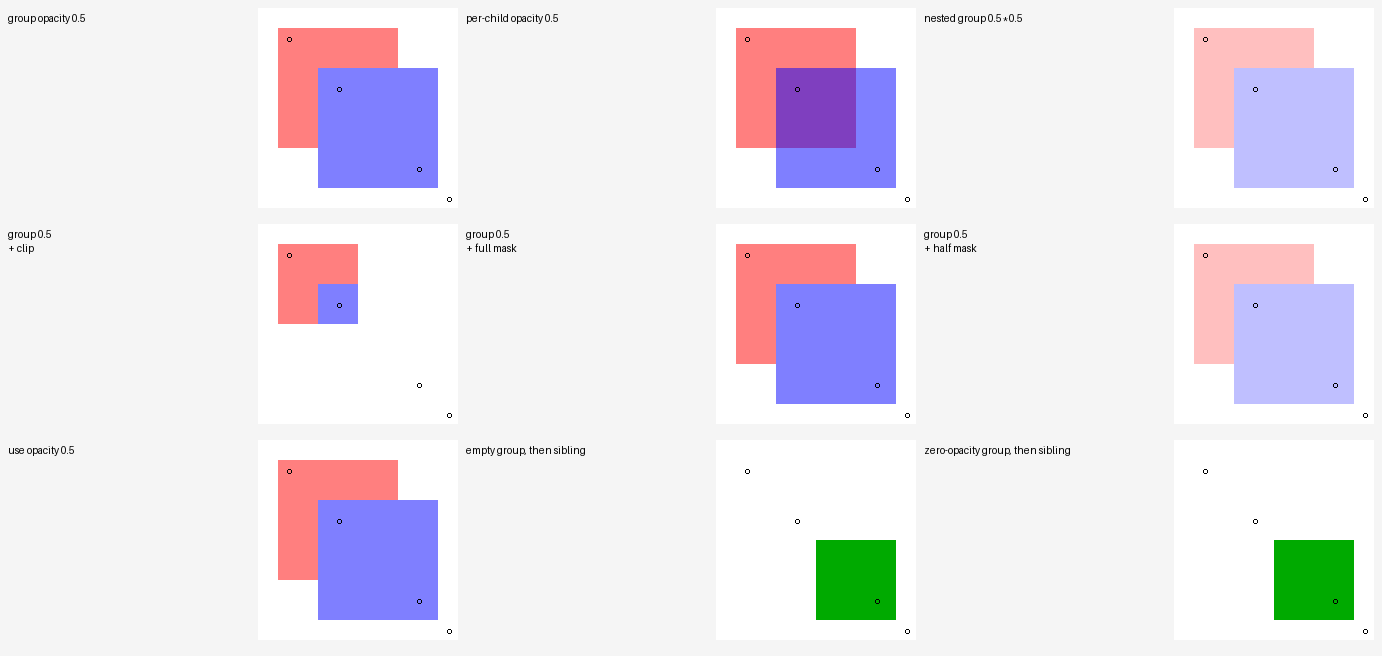 group opacity 0.5
per-child opacity 0.5
nested group 0.5*0.5
group 0.5
+ clip
group 0.5
+ full mask
group 0.5
+ half mask
use opacity 0.5
empty group, then sibling
zero-opacity group, then sibling